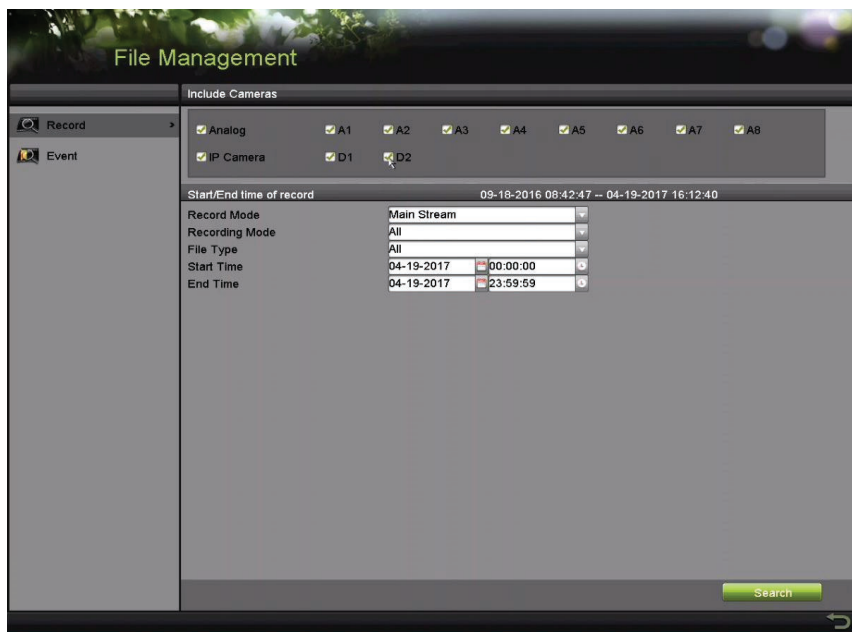 File Management
Include Cameras
Record
Event
Analog A1 A2 A3 A4 A5 A6 A7 A8
IP Camera D1 D2
Start/End time of record 09-18-2016 08:42:47 -- 04-19-2017 16:12:40
Record Mode Main Stream
Recording Mode All
File Type All
Start Time 04-19-2017 00:00:00
End Time 04-19-2017 23:59:59
Search